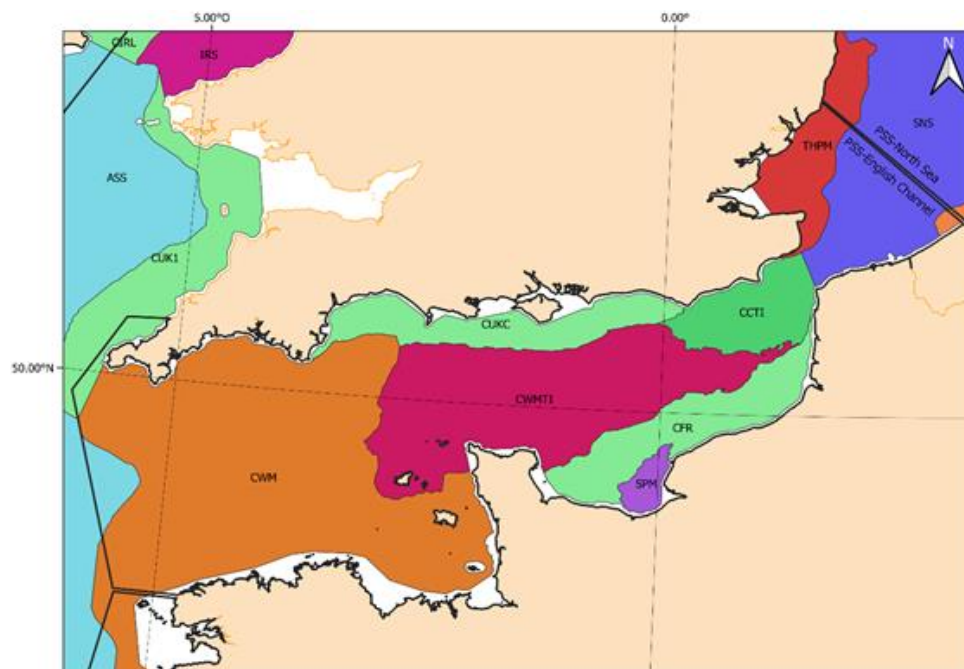 5.00°O
0.00°
CIRL
IRS
N
SNS
THPM
PSS-North Sea
PSS-English Channel
ASS
CUK1
CCTI
CUKC
50.00°N
CWMTI
CFR
CWM
SPM